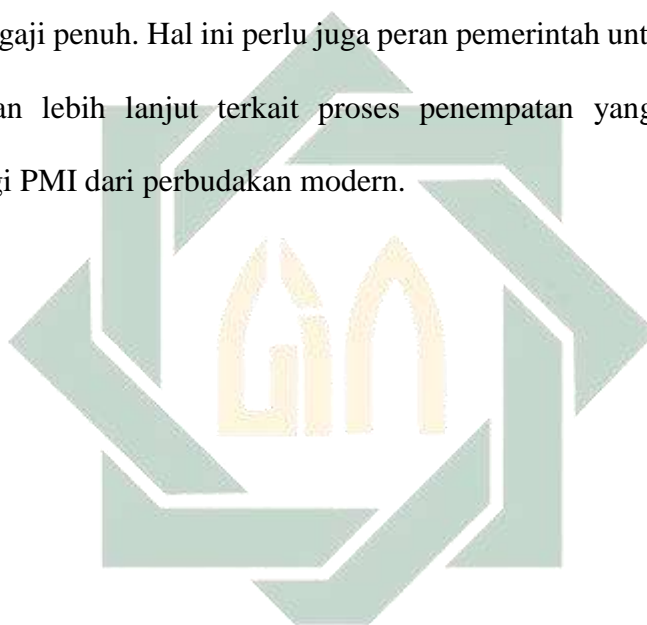 gaji penuh. Hal ini perlu juga peran pemerintah unt
an lebih lanjut terkait proses penempatan yang
gi PMI dari perbudakan modern.